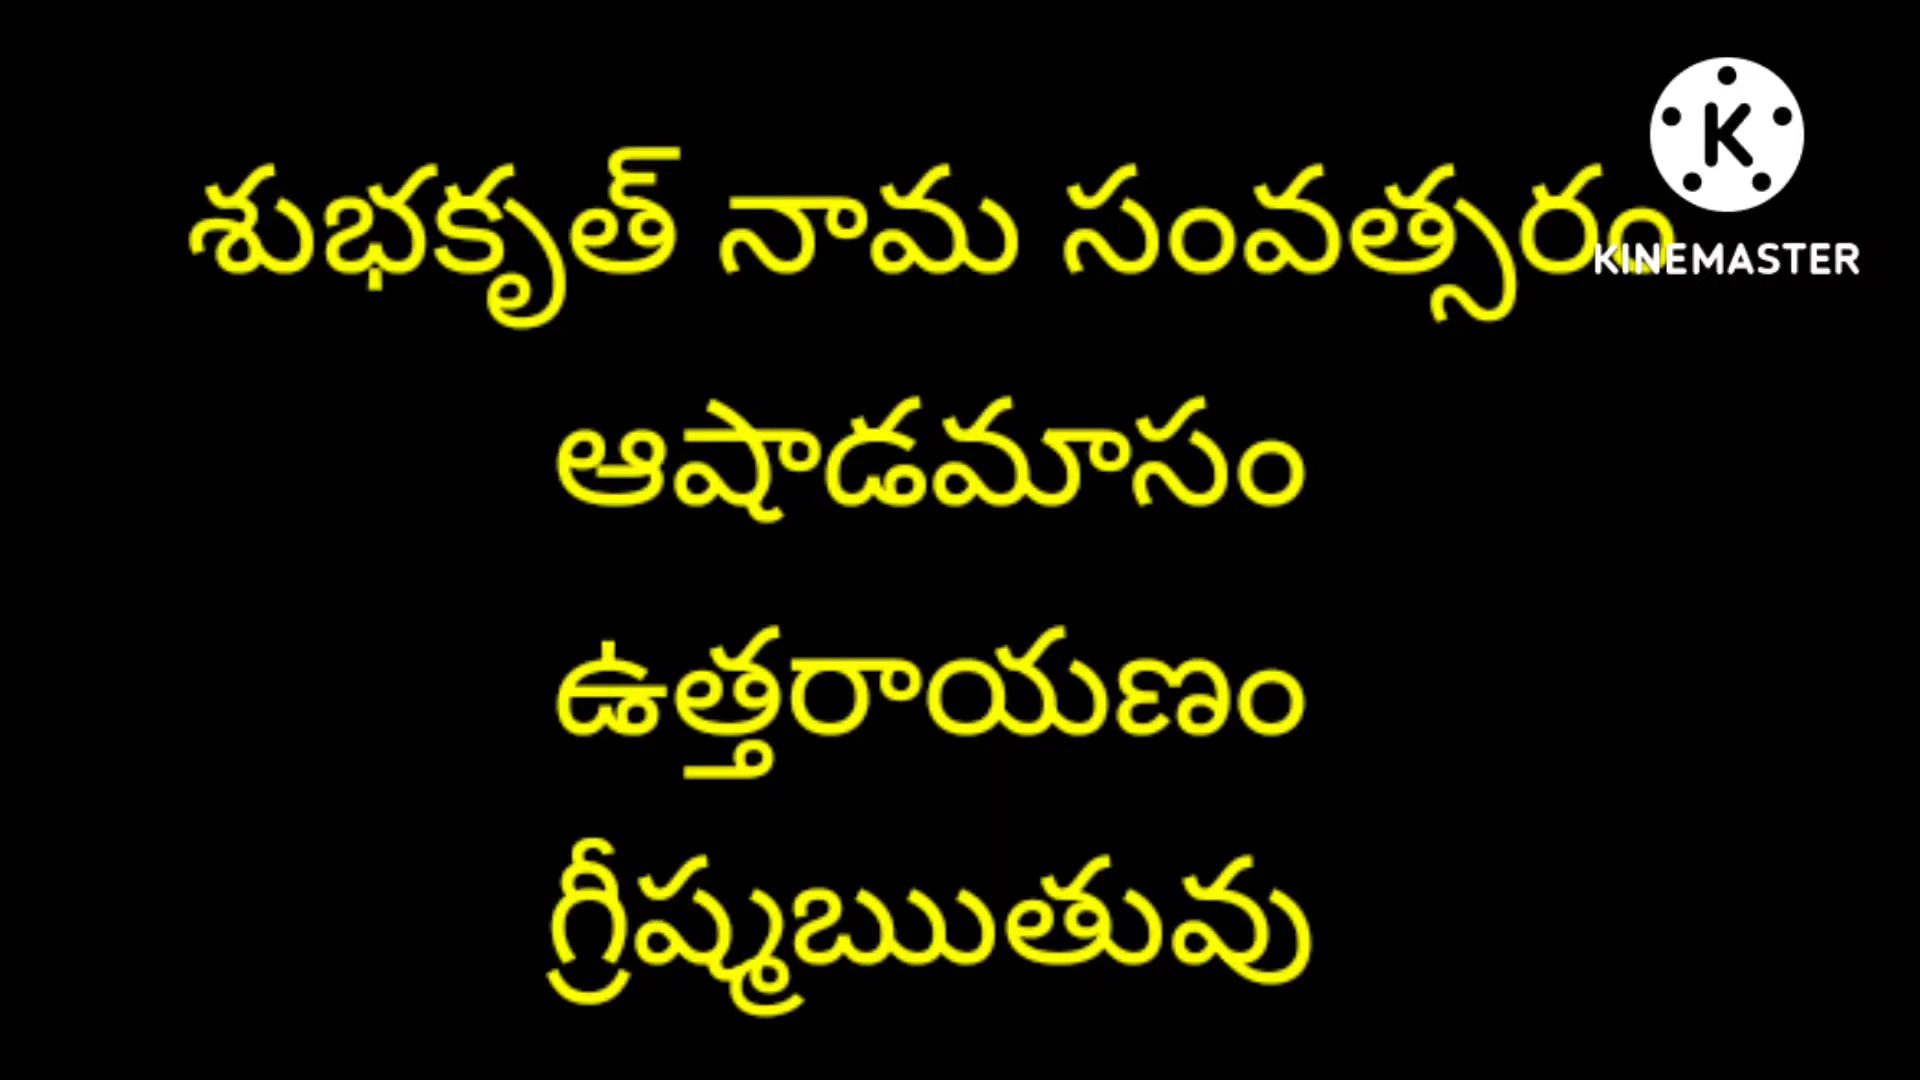 శుభకృత్ నామ సంవత్సరం
KINEMASTER
ఆషాడమాసం
ఉత్తరాయణం
గ్రీష్మఋతువు